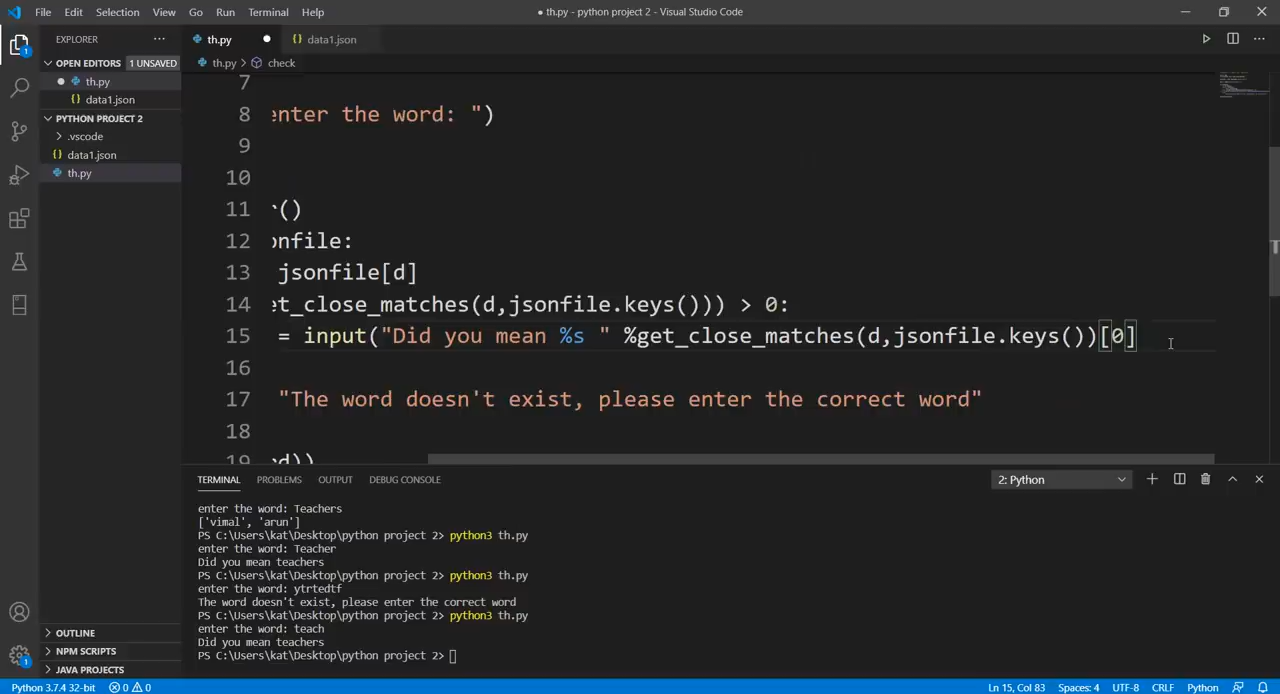 File Edit Selection View Go Run Terminal Help
● th.py - python project 2 - Visual Studio Code
EXPLORER
OPEN EDITORS 1 UNSAVED
th.py
data1.json
PYTHON PROJECT 2
.vscode
data1.json
th.py
OUTLINE
NPM SCRIPTS
JAVA PROJECTS
th.py
data1.json
th.py > check
7
8 enter the word: ")
9
10
11 r()
12 onfile:
13 jsonfile[d]
14 et_close_matches(d,jsonfile.keys())) > 0:
15 = input("Did you mean %s " %get_close_matches(d,jsonfile.keys())[0]
16
17 "The word doesn't exist, please enter the correct word"
18
19 rd))
TERMINAL PROBLEMS OUTPUT DEBUG CONSOLE
2: Python
enter the word: Teachers
['vimal', 'arun']
PS C:\Users\kat\Desktop\python project 2> python3 th.py
enter the word: Teacher
Did you mean teachers
PS C:\Users\kat\Desktop\python project 2> python3 th.py
enter the word: ytrtedtf
The word doesn't exist, please enter the correct word
PS C:\Users\kat\Desktop\python project 2> python3 th.py
enter the word: teach
Did you mean teachers
PS C:\Users\kat\Desktop\python project 2>
1
1
Python 3.7.4 32-bit 0 0
Ln 15, Col 83 Spaces: 4 UTF-8 CRLF Python